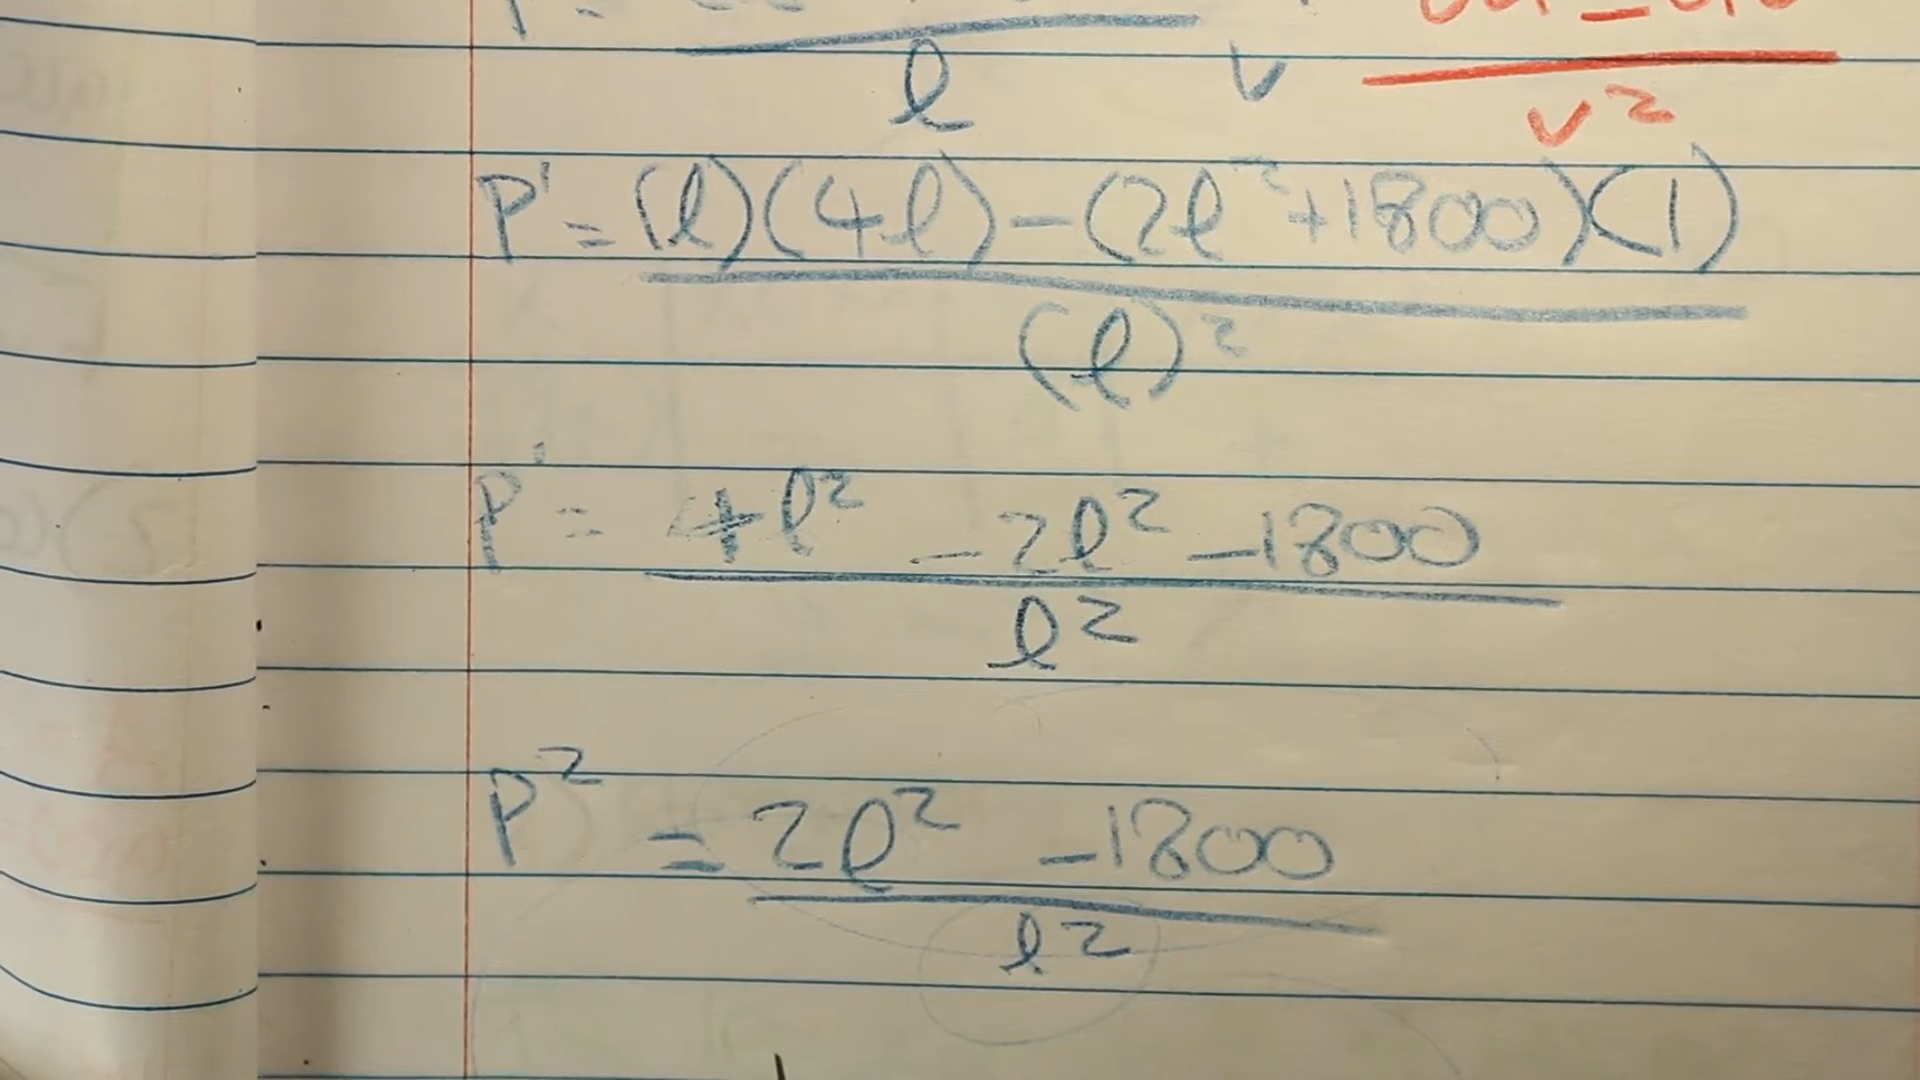 P =
l v v²
P' = (l)(4l) - (2l² + 1800)(1)
(l)²
P' = 4l² - 2l² - 1800
l²
P² = 2l² - 1800
l²